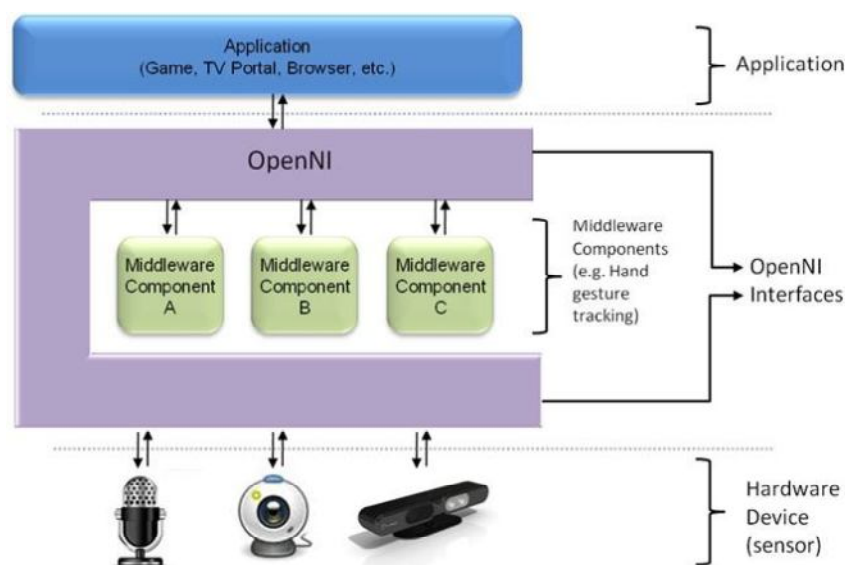 Application
(Game, TV Portal, Browser, etc.)
Application
OpenNI
Middleware
Component
A
Middleware
Component
B
Middleware
Component
C
Middleware
Components
(e.g. Hand
gesture
tracking)
OpenNI
Interfaces
Hardware
Device
(sensor)